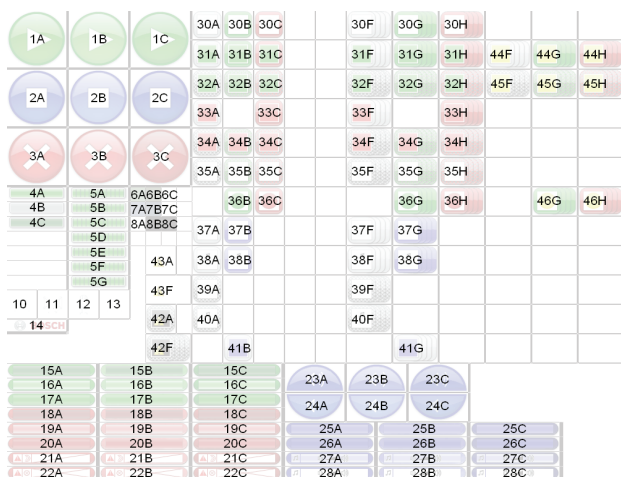 30A 30B 30C 30F 30G 30H
1A 1B 1C
31A 31B 31C 31F 31G 31H 44F 44G 44H
32A 32B 32C 32F 32G 32H 45F 45G 45H
2A 2B 2C
33A 33C 33F 33H
34A 34B 34C 34F 34G 34H
3A 3B 3C
35A 35B 35C 35F 35G 35H
4A 5A 6A6B6C
36B 36C 36G 36H 46G 46H
4B 5B 7A7B7C
4C 5C 8A8B8C
37A 37B 37F 37G
5D
5E
43A 38A 38B 38F 38G
5F
5G
43F 39A 39F
10 11 12 13
14 SCH
42A 40A 40F
42F 41B 41G
15A 15B 15C
23A 23B 23C
16A 16B 16C
17A 17B 17C
24A 24B 24C
18A 18B 18C
19A 19B 19C 25A 25B 25C
20A 20B 20C 26A 26B 26C
21A 21B 21C 27A 27B 27C
22A 22B 22C 28A 28B 28C